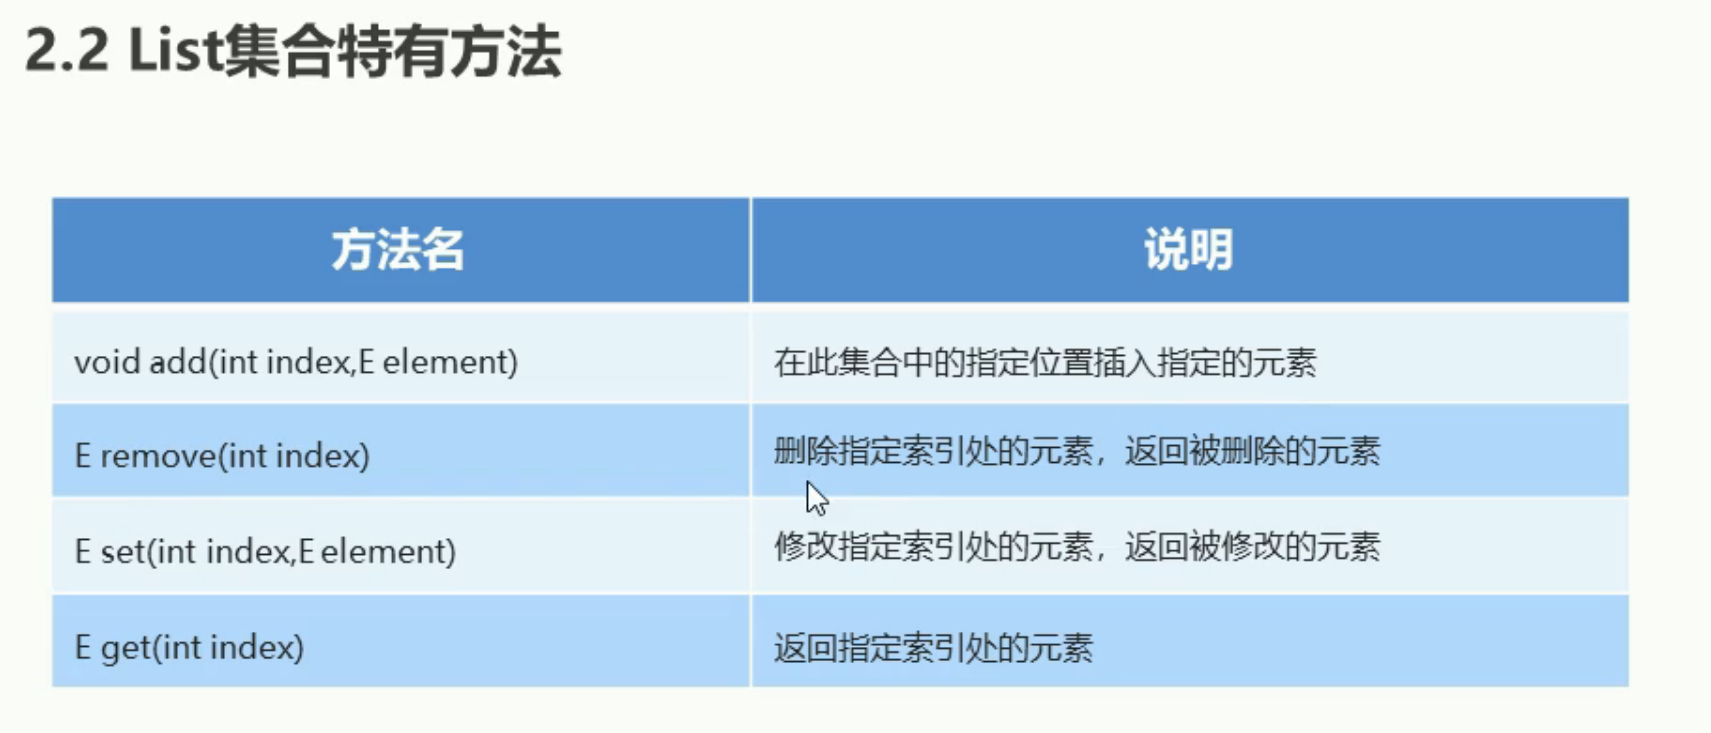 2.2 List集合特有方法
方法名 说明
void add(int index,E element) 在此集合中的指定位置插入指定的元素
E remove(int index) 删除指定索引处的元素，返回被删除的元素
E set(int index,E element) 修改指定索引处的元素，返回被修改的元素
E get(int index) 返回指定索引处的元素